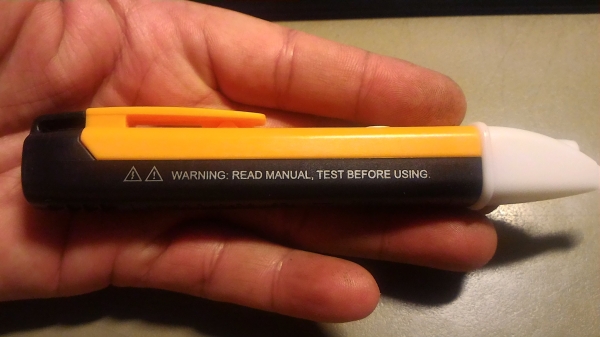 WARNING: READ MANUAL, TEST BEFORE USING.